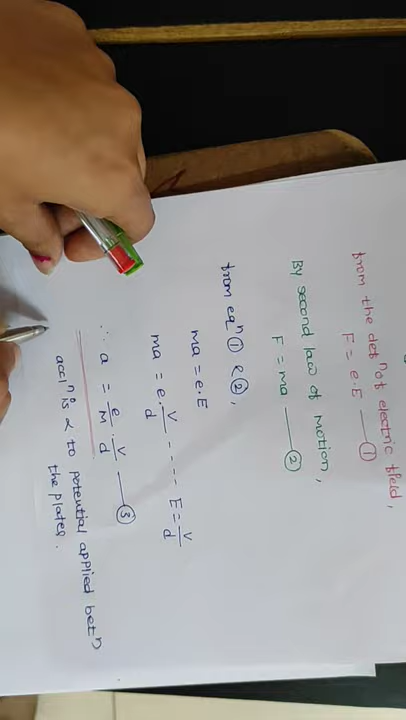 from the defⁿ of electric field,
F = e.E —— ①
By second law of motion,
F = ma —— ②
from eqⁿ ① & ②,
ma = e.E
ma = e. V/d ---- E = V/d
∴ a = e/M . V/d —— ③
acclⁿ is ∝ to potential applied betⁿ
the plates.